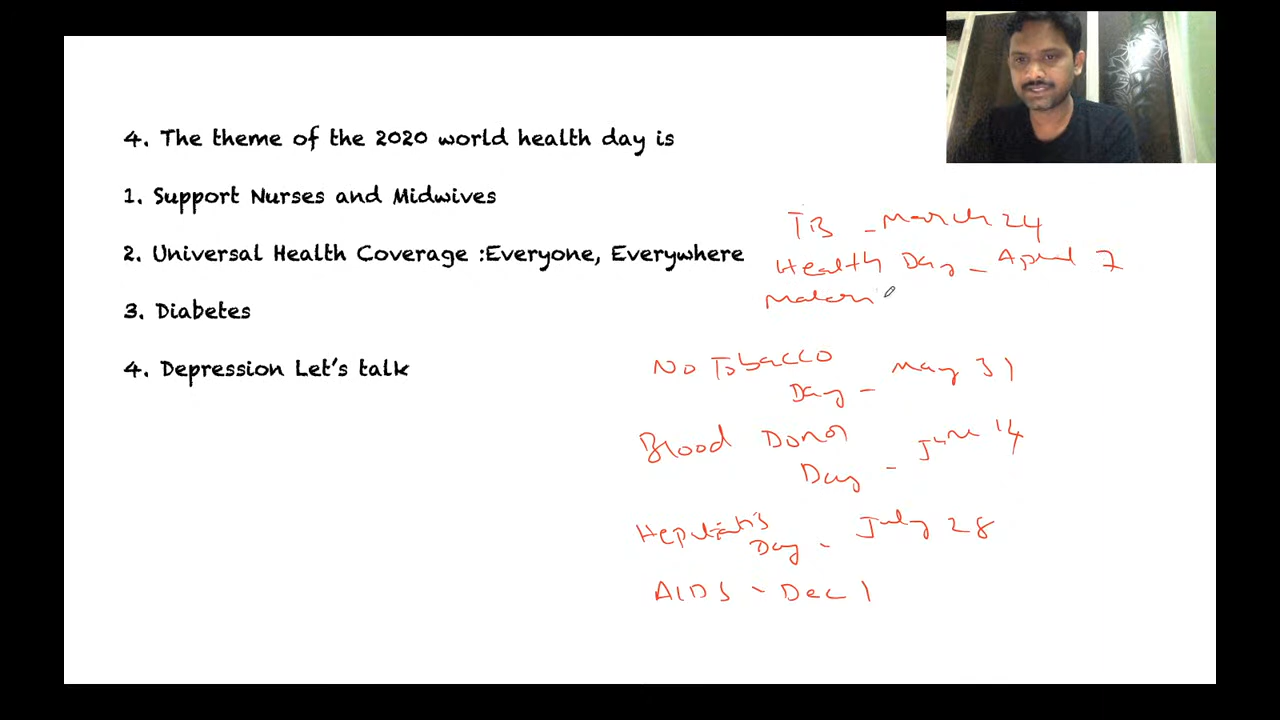 4. The theme of the 2020 world health day is
1. Support Nurses and Midwives
2. Universal Health Coverage :Everyone, Everywhere
3. Diabetes
4. Depression Let's talk
TB - March 24
Health Day - April 7
Malari
No Tobacco
Day - May 31
Blood Donor
Day - June 14
Hepatitis
Day - July 28
AIDS - Dec 1